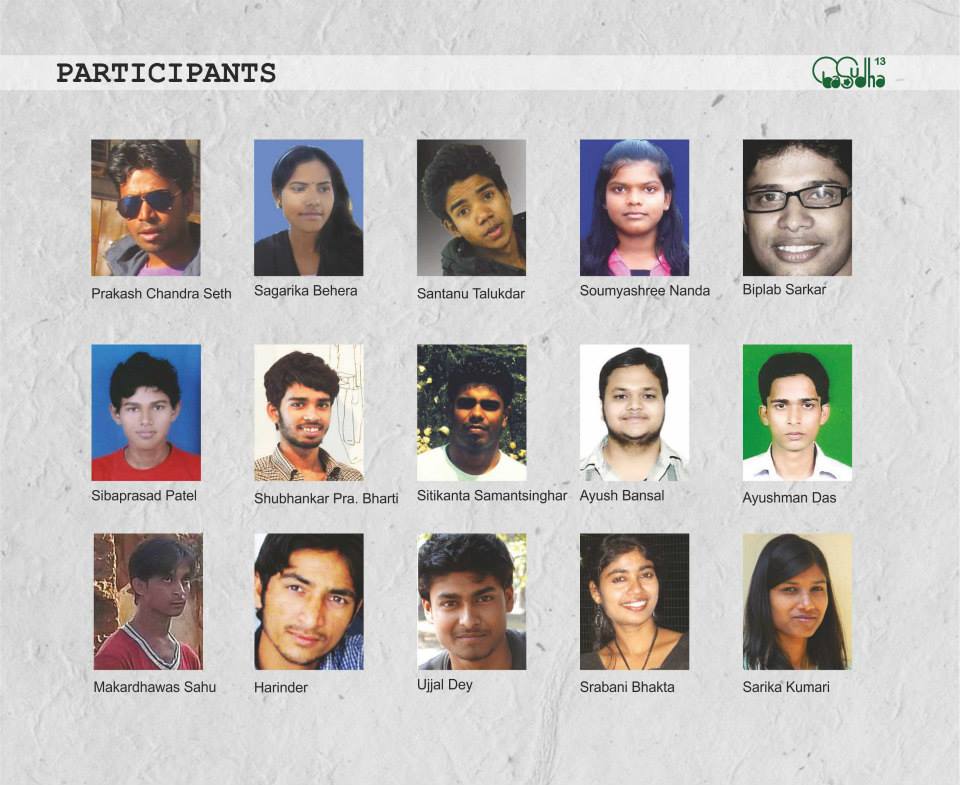 PARTICIPANTS
basudha 13
Prakash Chandra Seth
Sagarika Behera
Santanu Talukdar
Soumyashree Nanda
Biplab Sarkar
Sibaprasad Patel
Shubhankar Pra. Bharti
Sitikanta Samantsinghar
Ayush Bansal
Ayushman Das
Makardhawas Sahu
Harinder
Ujjal Dey
Srabani Bhakta
Sarika Kumari